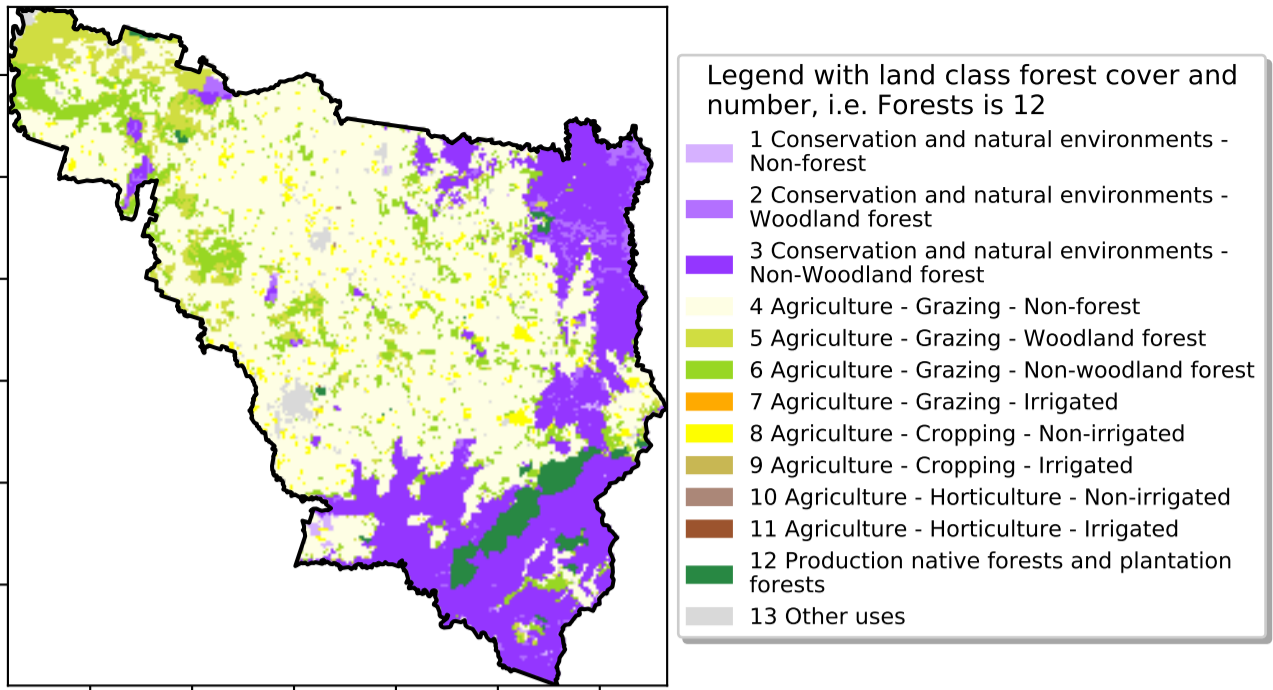 Legend with land class forest cover and
number, i.e. Forests is 12
1 Conservation and natural environments -
Non-forest
2 Conservation and natural environments -
Woodland forest
3 Conservation and natural environments -
Non-Woodland forest
4 Agriculture - Grazing - Non-forest
5 Agriculture - Grazing - Woodland forest
6 Agriculture - Grazing - Non-woodland forest
7 Agriculture - Grazing - Irrigated
8 Agriculture - Cropping - Non-irrigated
9 Agriculture - Cropping - Irrigated
10 Agriculture - Horticulture - Non-irrigated
11 Agriculture - Horticulture - Irrigated
12 Production native forests and plantation
forests
13 Other uses